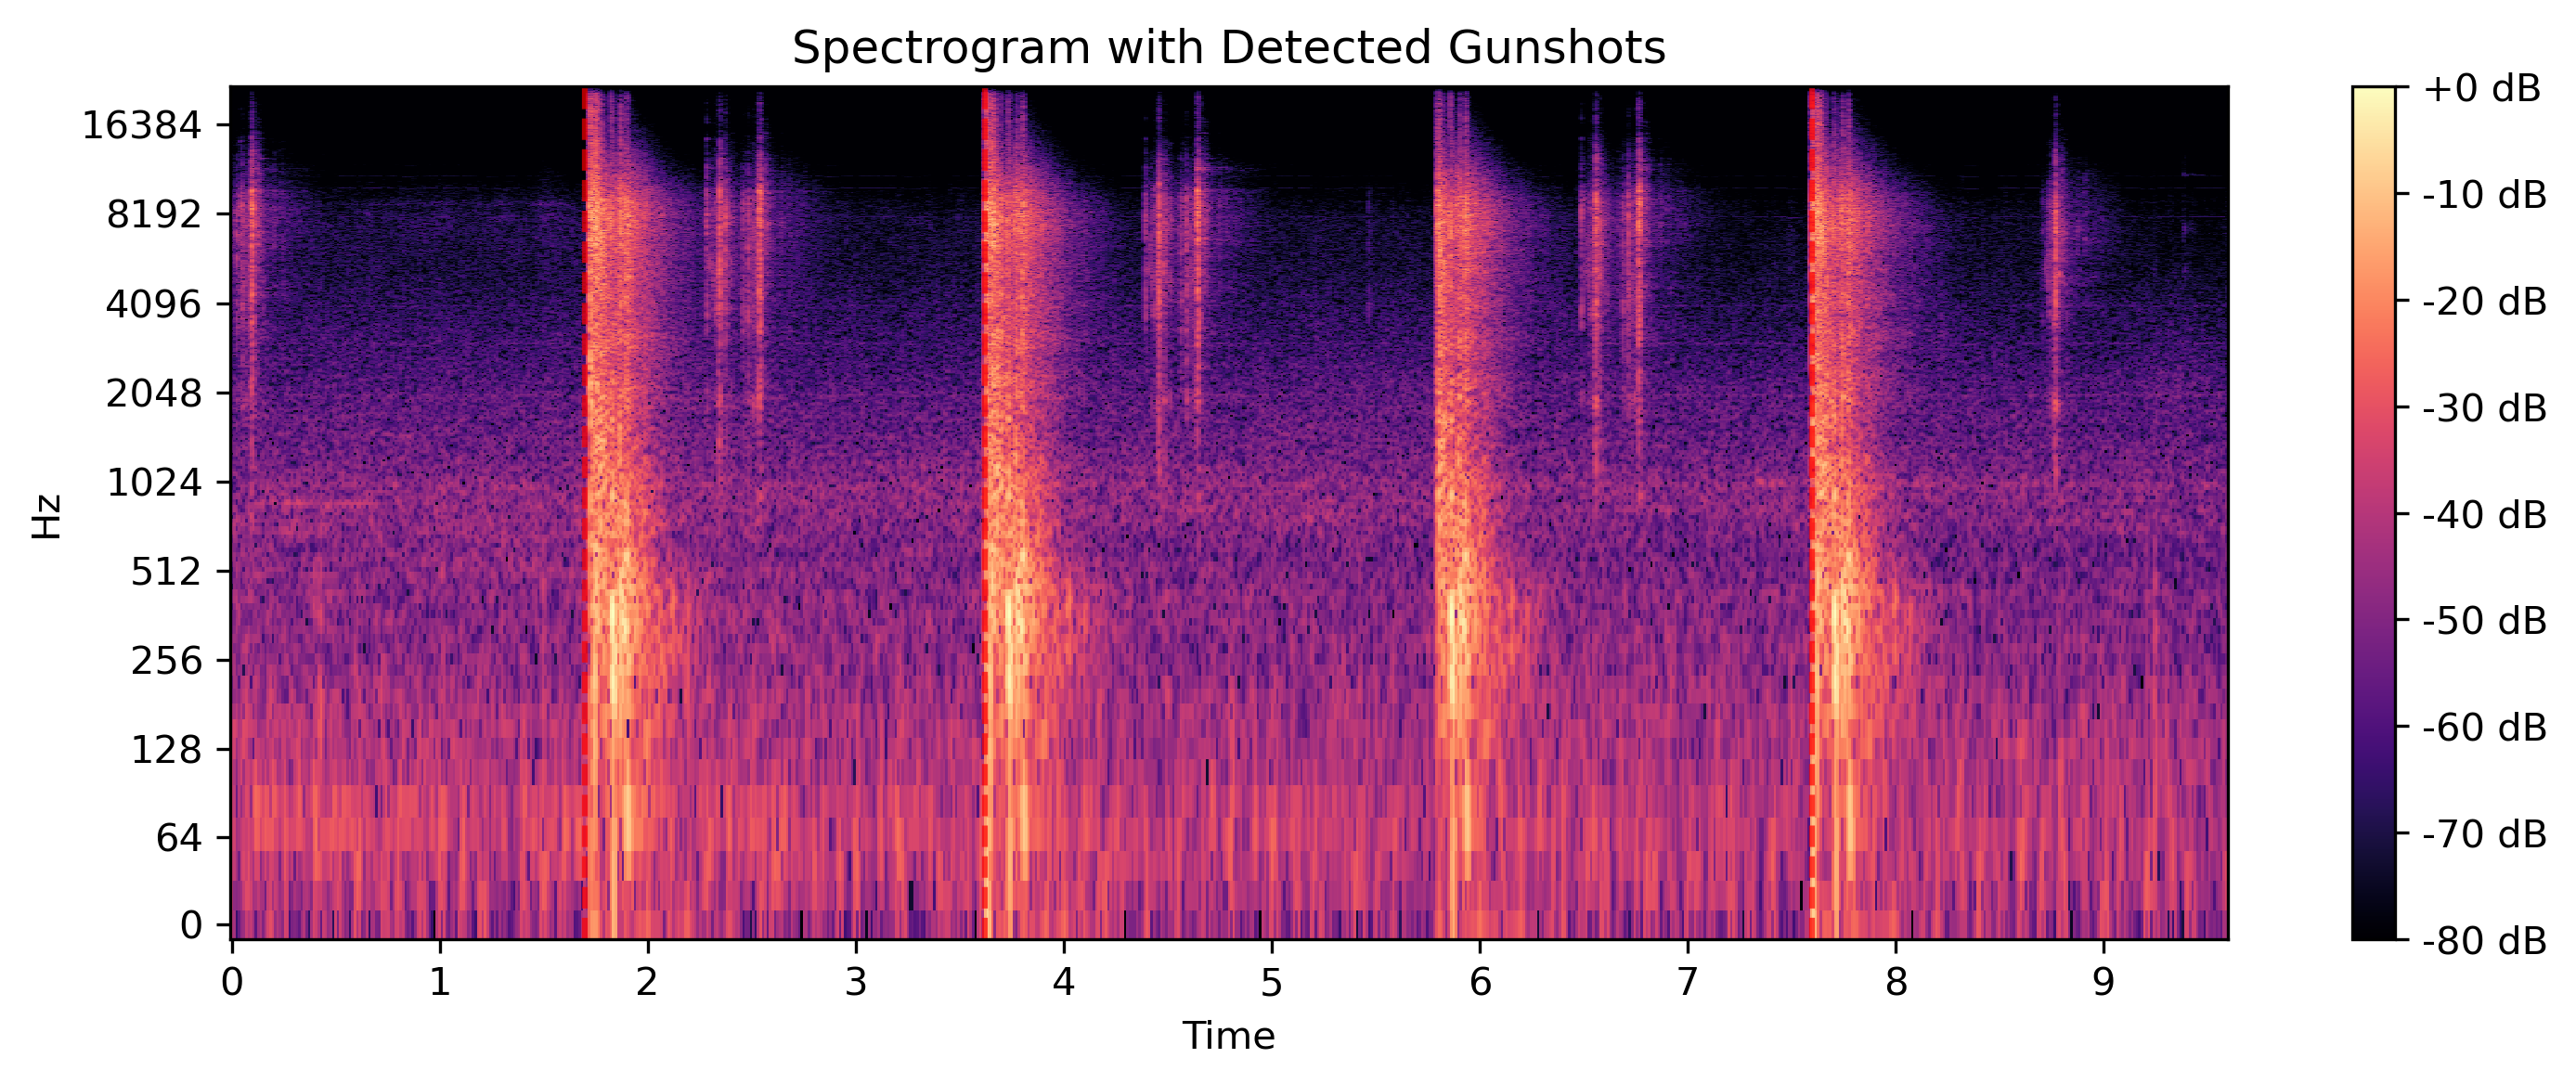 Spectrogram with Detected Gunshots
16384
8192
4096
2048
1024
512
256
128
64
0
Hz
0 1 2 3 4 5 6 7 8 9
Time
+0 dB
-10 dB
-20 dB
-30 dB
-40 dB
-50 dB
-60 dB
-70 dB
-80 dB